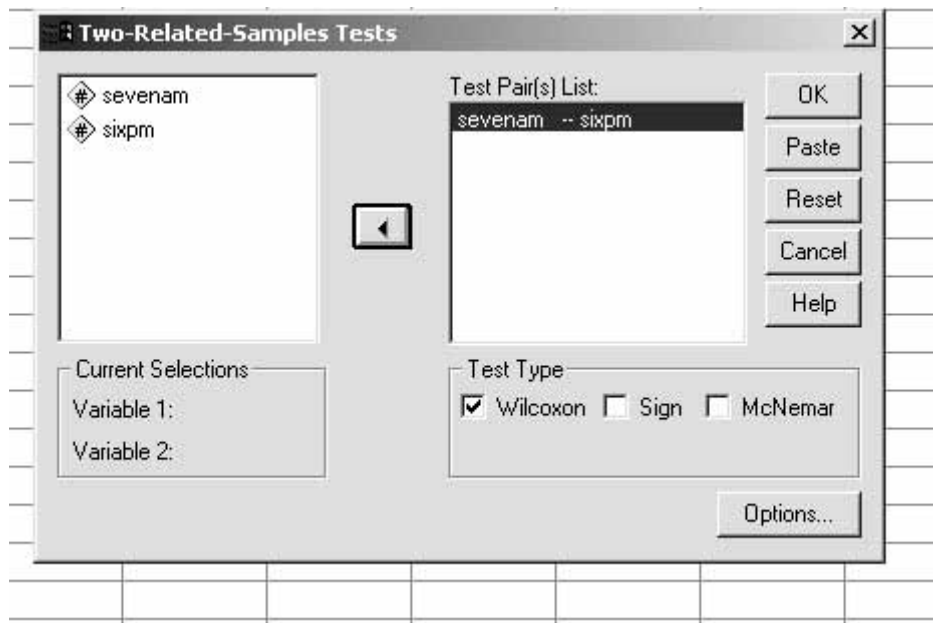 Two-Related-Samples Tests
sevenam
sixpm
Test Pair(s) List:
sevenam -- sixpm
OK
Paste
Reset
Cancel
Help
Current Selections
Variable 1:
Variable 2:
Test Type
Wilcoxon Sign McNemar
Options...